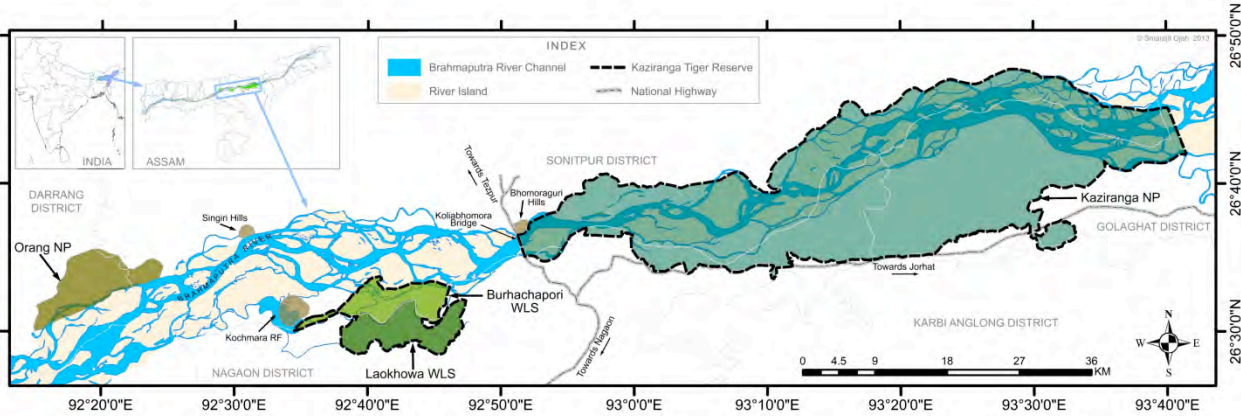 INDEX
Brahmaputra River Channel
Kaziranga Tiger Reserve
River Island
National Highway
INDIA
ASSAM
© Smarajit Ojah 2013
26°50'0"N
26°40'0"N
26°30'0"N
DARRANG
DISTRICT
SONITPUR DISTRICT
Towards Tezpur
Bhomoraguri
Hills
Koliabhomora
Bridge
Singiri Hills
Orang NP
BRAHMAPUTRA RIVER
Kaziranga NP
GOLAGHAT DISTRICT
Towards Jorhat
Burhachapori
WLS
Kochmara RF
NAGAON DISTRICT
Laokhowa WLS
Towards Nagaon
KARBI ANGLONG DISTRICT
N
W
E
S
0 4.5 9 18 27 36
KM
92°20'0"E
92°30'0"E
92°40'0"E
92°50'0"E
93°0'0"E
93°10'0"E
93°20'0"E
93°30'0"E
93°40'0"E